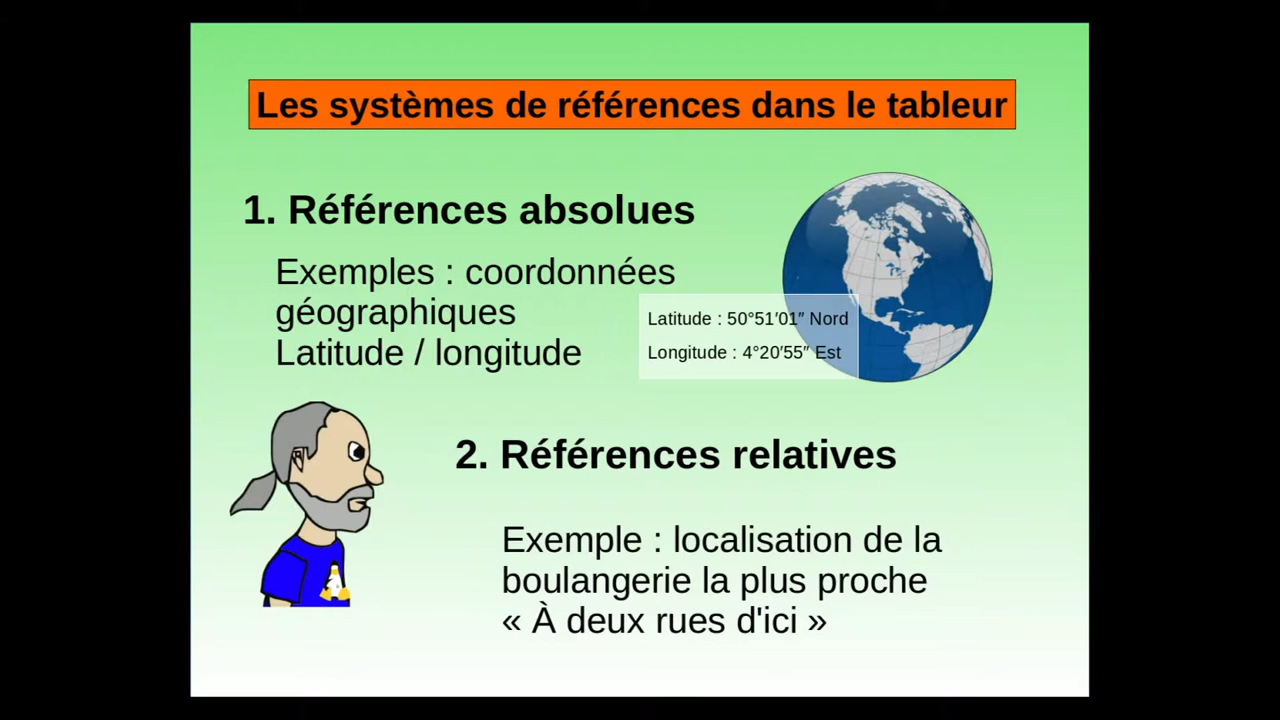 Les systèmes de références dans le tableur
1. Références absolues
Exemples : coordonnées
géographiques
Latitude / longitude
Latitude : 50°51′01″ Nord
Longitude : 4°20′55″ Est
2. Références relatives
Exemple : localisation de la
boulangerie la plus proche
« À deux rues d'ici »